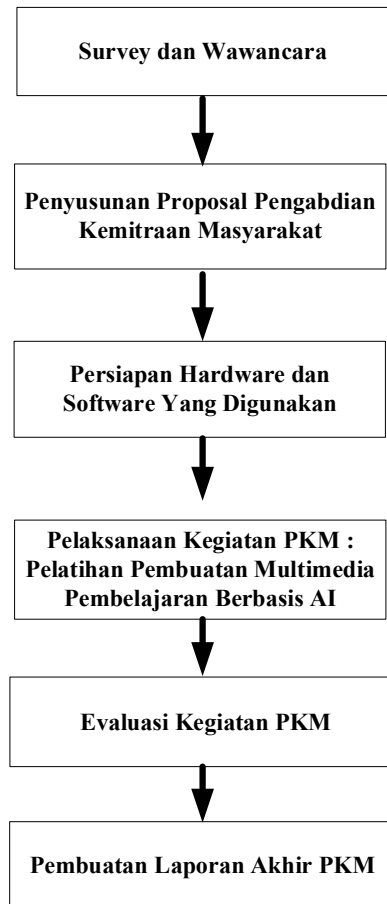 Survey dan Wawancara
Penyusunan Proposal Pengabdian
Kemitraan Masyarakat
Persiapan Hardware dan
Software Yang Digunakan
Pelaksanaan Kegiatan PKM :
Pelatihan Pembuatan Multimedia
Pembelajaran Berbasis AI
Evaluasi Kegiatan PKM
Pembuatan Laporan Akhir PKM